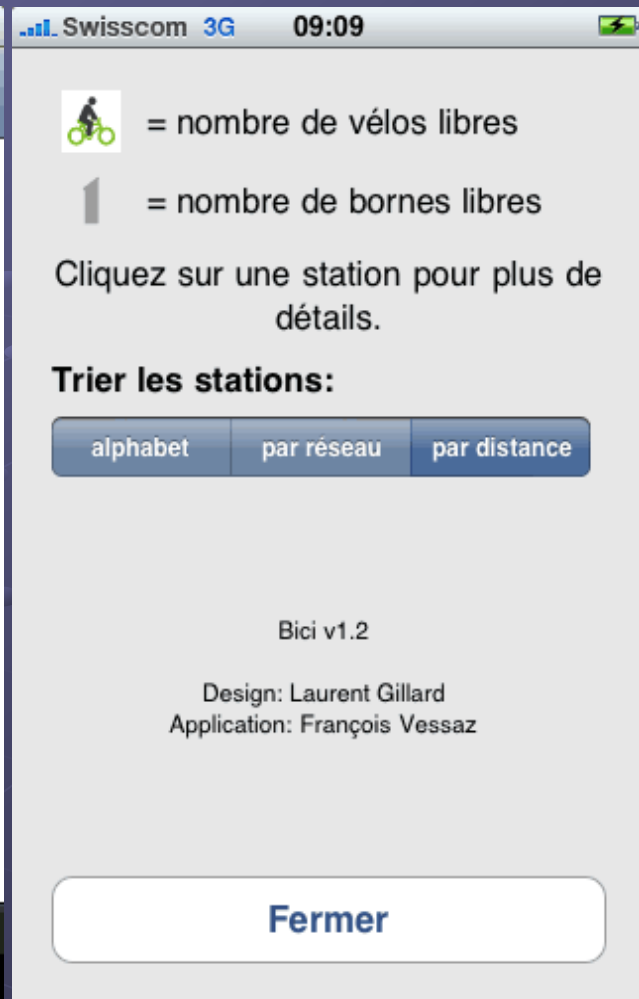 Swisscom 3G 09:09
= nombre de vélos libres
= nombre de bornes libres
Cliquez sur une station pour plus de
détails.
Trier les stations:
alphabet par réseau par distance
Bici v1.2
Design: Laurent Gillard
Application: François Vessaz
Fermer